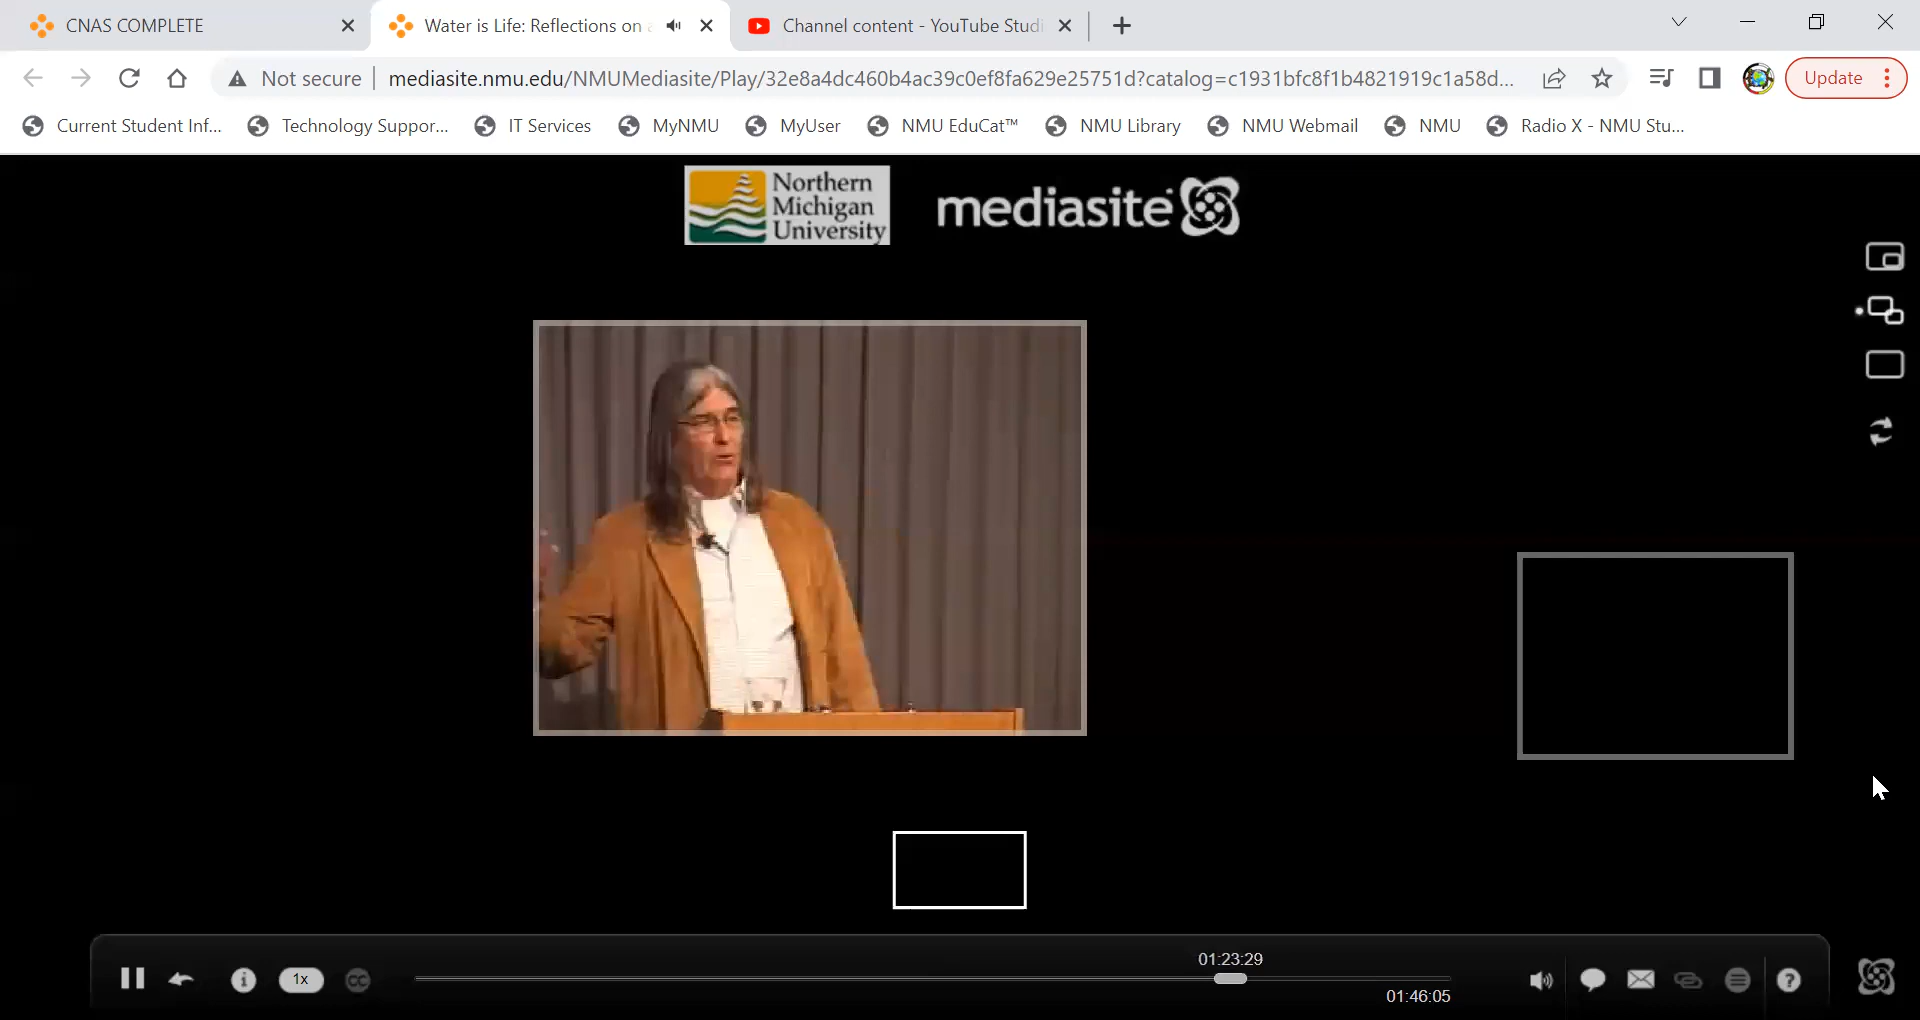 CNAS COMPLETE
Water is Life: Reflections on a
Channel content - YouTube Studi
Not secure
mediasite.nmu.edu/NMUMediasite/Play/32e8a4dc460b4ac39c0ef8fa629e25751d?catalog=c1931bfc8f1b4821919c1a58d...
Update
Current Student Inf...
Technology Suppor...
IT Services
MyNMU
MyUser
NMU EduCat™
NMU Library
NMU Webmail
NMU
Radio X - NMU Stu...
Northern
Michigan
University
mediasite
01:23:29
1x
CC
01:46:05